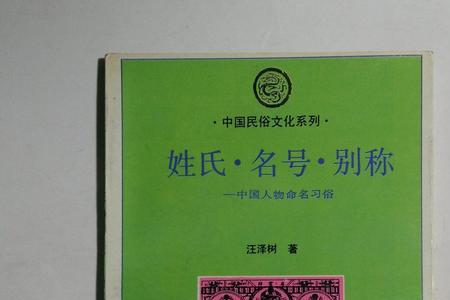 ·中国民俗文化系列·
姓氏·名号·别称
—中国人物命名习俗
汪泽树 著